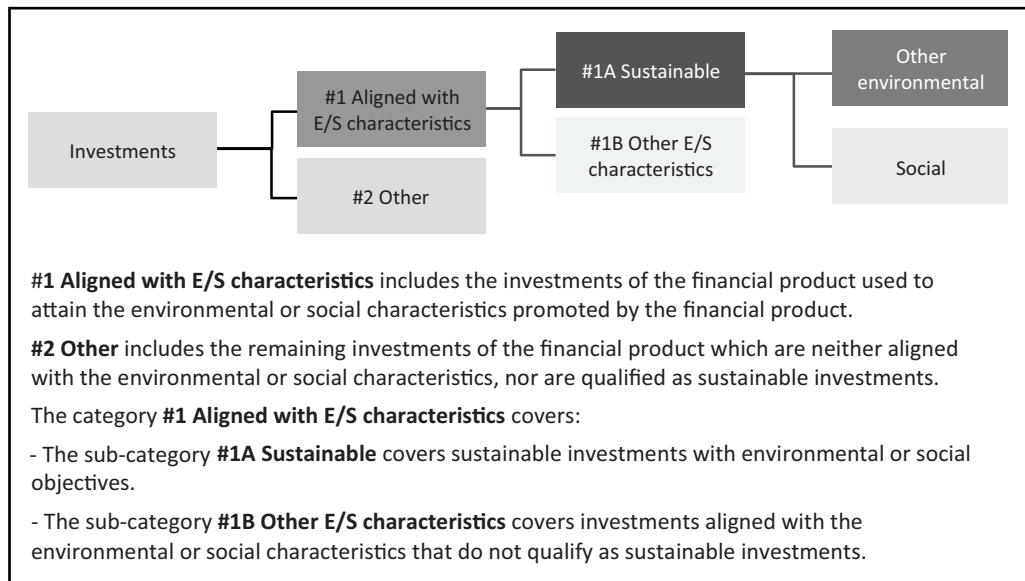 Investments
#1 Aligned with
E/S characteristics
#2 Other
#1A Sustainable
#1B Other E/S
characteristics
Other
environmental
Social
#1 Aligned with E/S characteristics includes the investments of the financial product used to
attain the environmental or social characteristics promoted by the financial product.
#2 Other includes the remaining investments of the financial product which are neither aligned
with the environmental or social characteristics, nor are qualified as sustainable investments.
The category #1 Aligned with E/S characteristics covers:
- The sub-category #1A Sustainable covers sustainable investments with environmental or social
objectives.
- The sub-category #1B Other E/S characteristics covers investments aligned with the
environmental or social characteristics that do not qualify as sustainable investments.